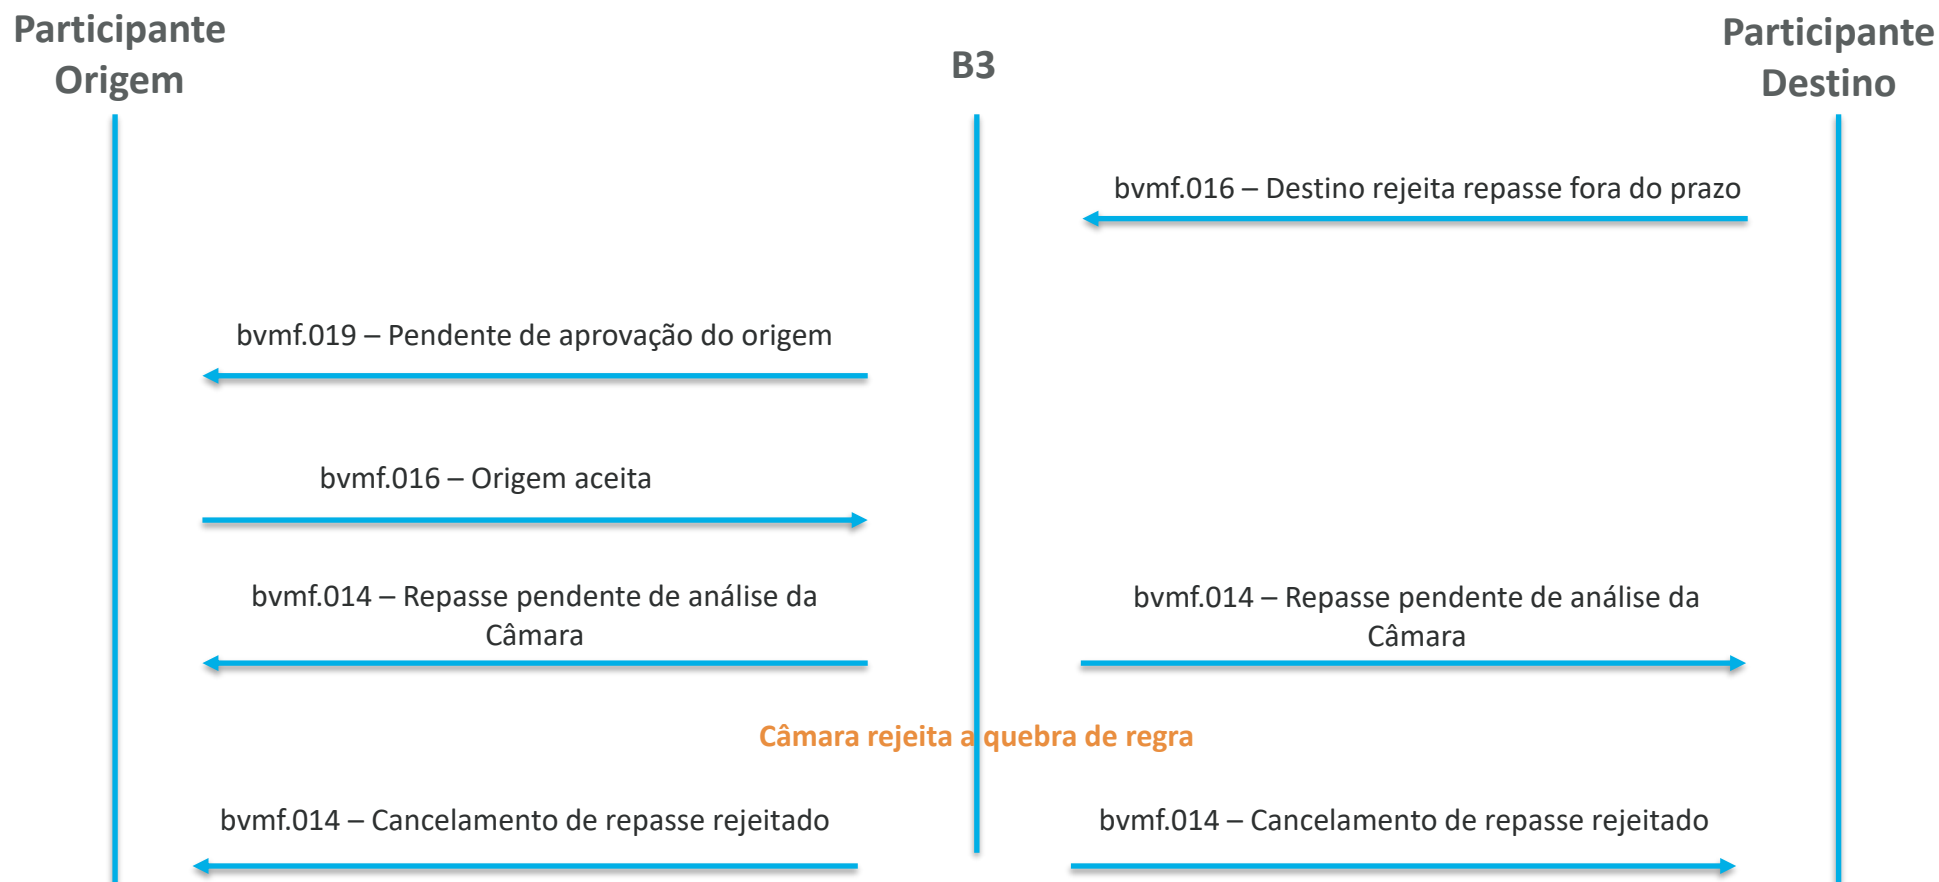 Participante
Origem
B3
Participante
Destino
bvmf.016 – Destino rejeita repasse fora do prazo
bvmf.019 – Pendente de aprovação do origem
bvmf.016 – Origem aceita
bvmf.014 – Repasse pendente de análise da
Câmara
bvmf.014 – Repasse pendente de análise da
Câmara
Câmara rejeita a quebra de regra
bvmf.014 – Cancelamento de repasse rejeitado
bvmf.014 – Cancelamento de repasse rejeitado